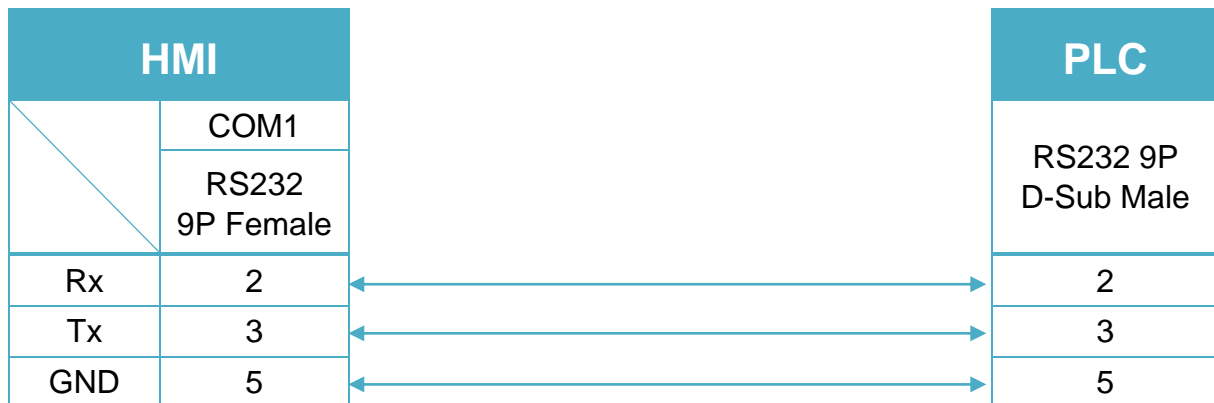 HMI
PLC
COM1
RS232
9P Female
RS232 9P
D-Sub Male
Rx 2 2
Tx 3 3
GND 5 5